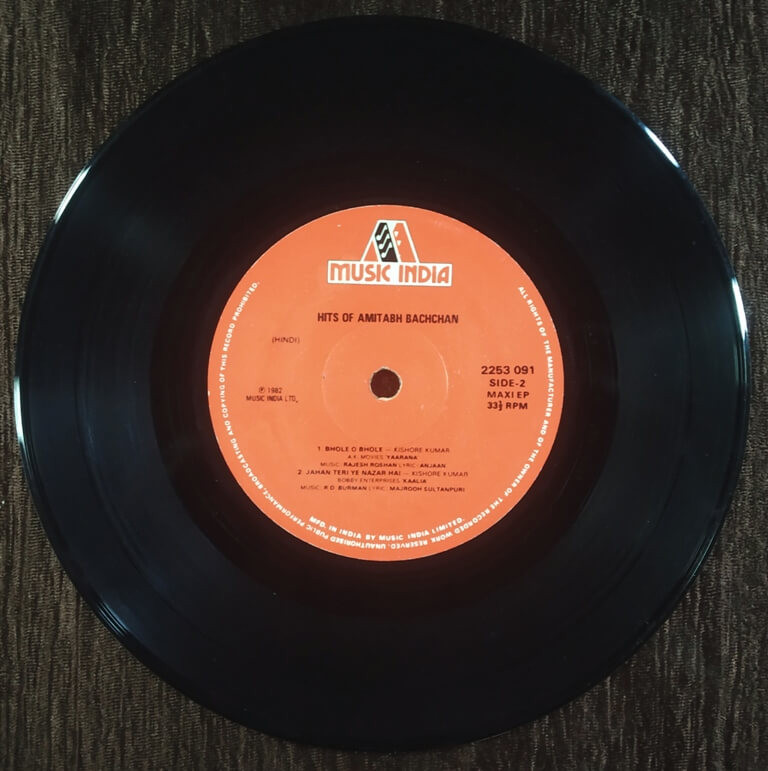 MUSIC INDIA
HITS OF AMITABH BACHCHAN
(HINDI)
2253 091
SIDE-2
MAXI EP
33⅓ RPM
℗ 1982
MUSIC INDIA LTD.
1. BHOLE O BHOLE – KISHORE KUMAR
A.K. MOVIES 'YAARANA'
MUSIC: RAJESH ROSHAN LYRIC: ANJAAN
2. JAHAN TERI YE NAZAR HAI – KISHORE KUMAR
BOBBY ENTERPRISES 'KAALIA'
MUSIC: R.D. BURMAN LYRIC: MAJROOH SULTANPURI
MFD. IN INDIA BY MUSIC INDIA LIMITED.
ALL RIGHTS OF THE MANUFACTURER AND OF THE OWNER OF THE RECORDED WORK RESERVED. UNAUTHORISED PUBLIC PERFORMANCE BROADCASTING AND COPYING OF THIS RECORD PROHIBITED.